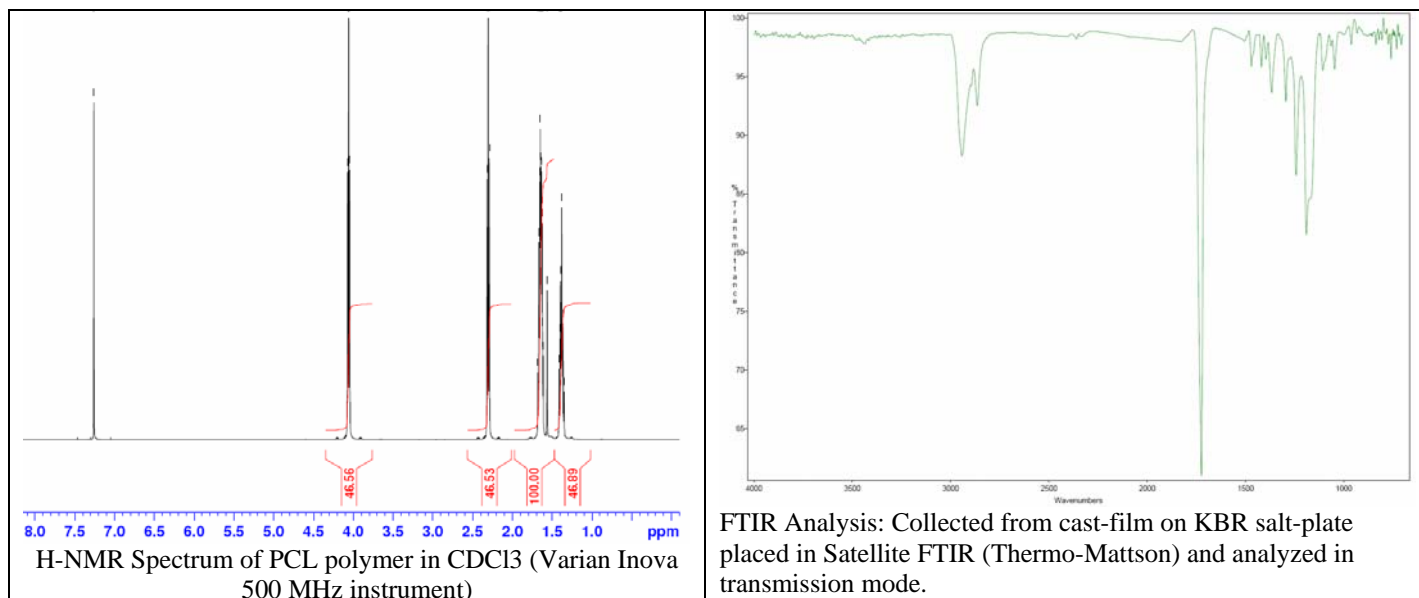 46.56
46.53
100.00
46.89
8.0 7.5 7.0 6.5 6.0 5.5 5.0 4.5 4.0 3.5 3.0 2.5 2.0 1.5 1.0 ppm
H-NMR Spectrum of PCL polymer in CDCl3 (Varian Inova
500 MHz instrument)
100
95
90
85
80
75
70
65
% Transmittance
4000 3500 3000 2500 2000 1500 1000
Wavenumbers
FTIR Analysis: Collected from cast-film on KBR salt-plate
placed in Satellite FTIR (Thermo-Mattson) and analyzed in
transmission mode.